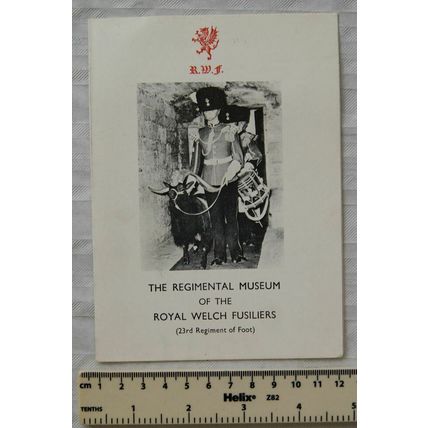 R.W.F.
THE REGIMENTAL MUSEUM
OF THE
ROYAL WELCH FUSILIERS
(23rd Regiment of Foot)
cm 1 2 3 4 5 6 7 8 9 10 11 12
Helix® Z82
TENTHS 1 2 3 4 5